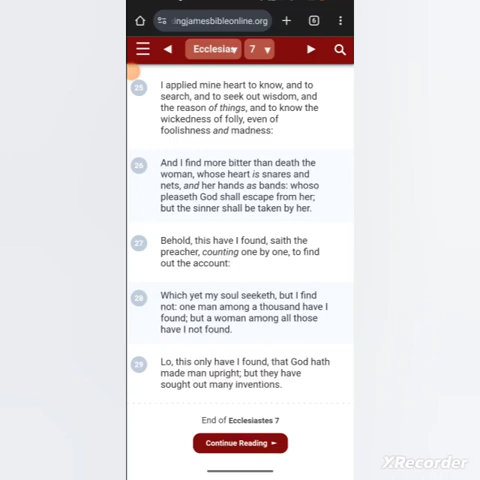 ingjamesbibleonline.org
6
Ecclesia
7
25
I applied mine heart to know, and to
search, and to seek out wisdom, and
the reason of things, and to know the
wickedness of folly, even of
foolishness and madness:
26
And I find more bitter than death the
woman, whose heart is snares and
nets, and her hands as bands: whoso
pleaseth God shall escape from her;
but the sinner shall be taken by her.
27
Behold, this have I found, saith the
preacher, counting one by one, to find
out the account:
28
Which yet my soul seeketh, but I find
not: one man among a thousand have I
found; but a woman among all those
have I not found.
29
Lo, this only have I found, that God hath
made man upright; but they have
sought out many inventions.
End of Ecclesiastes 7
Continue Reading
XRecorder